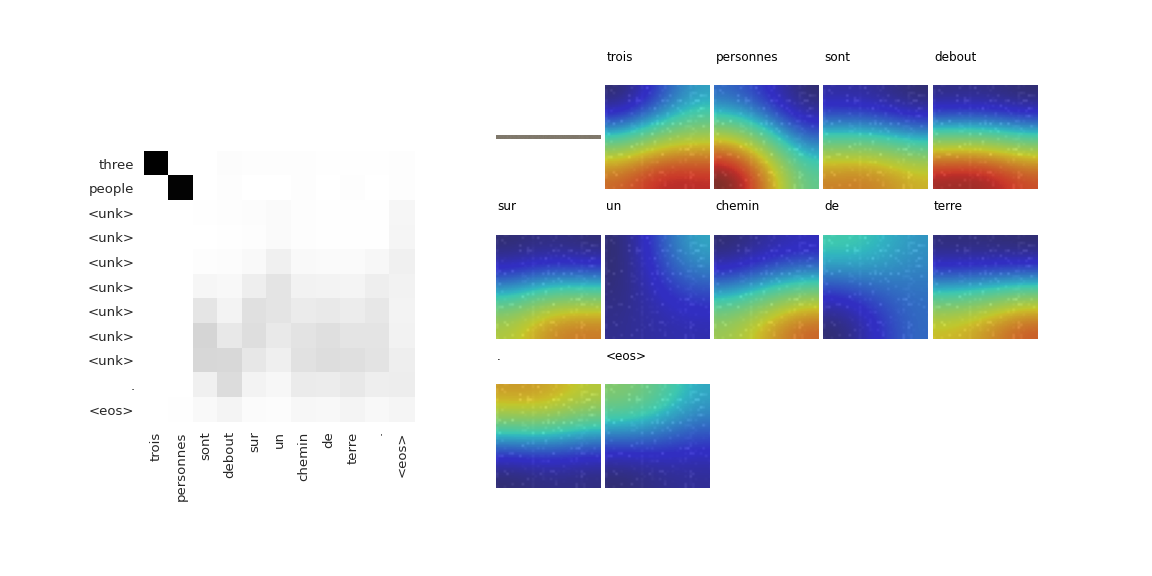 three
people
<unk>
<unk>
<unk>
<unk>
<unk>
<unk>
<unk>
.
<eos>
trois personnes sont debout sur un chemin de terre . <eos>
trois personnes sont debout
sur un chemin de terre
. <eos>